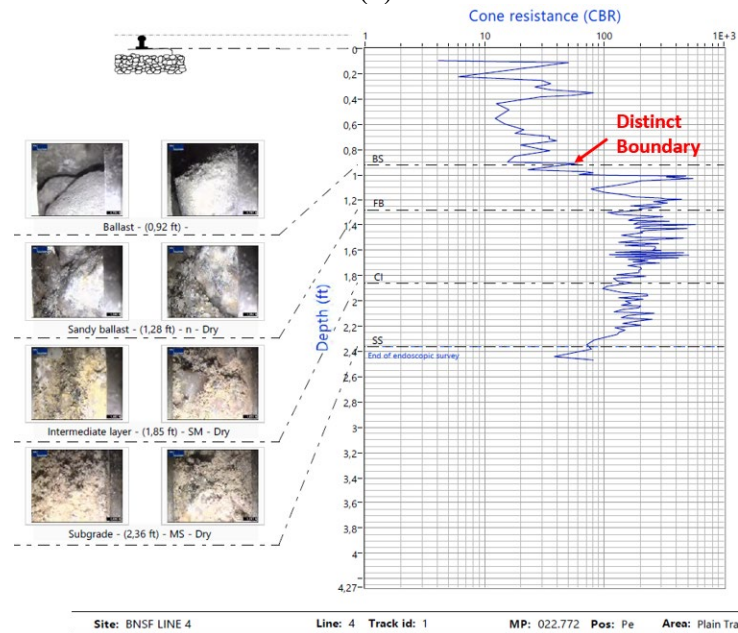 Cone resistance (CBR)
1 10 100 1E+3
0
0,2
0,4
0,6
0,8
1
1,2
1,4
1,6
1,8
2
2,2
2,4
2,6
2,8
3
3,2
3,4
3,6
3,8
4
4,27
Depth (ft)
Distinct
Boundary
BS
FB
CI
SS
End of endoscopic survey
Ballast - (0,92 ft) -
Sandy ballast - (1,28 ft) - n - Dry
Intermediate layer - (1,85 ft) - SM - Dry
Subgrade - (2,36 ft) - MS - Dry
Site: BNSF LINE 4 Line: 4 Track id: 1 MP: 022.772 Pos: Pe Area: Plain Tra